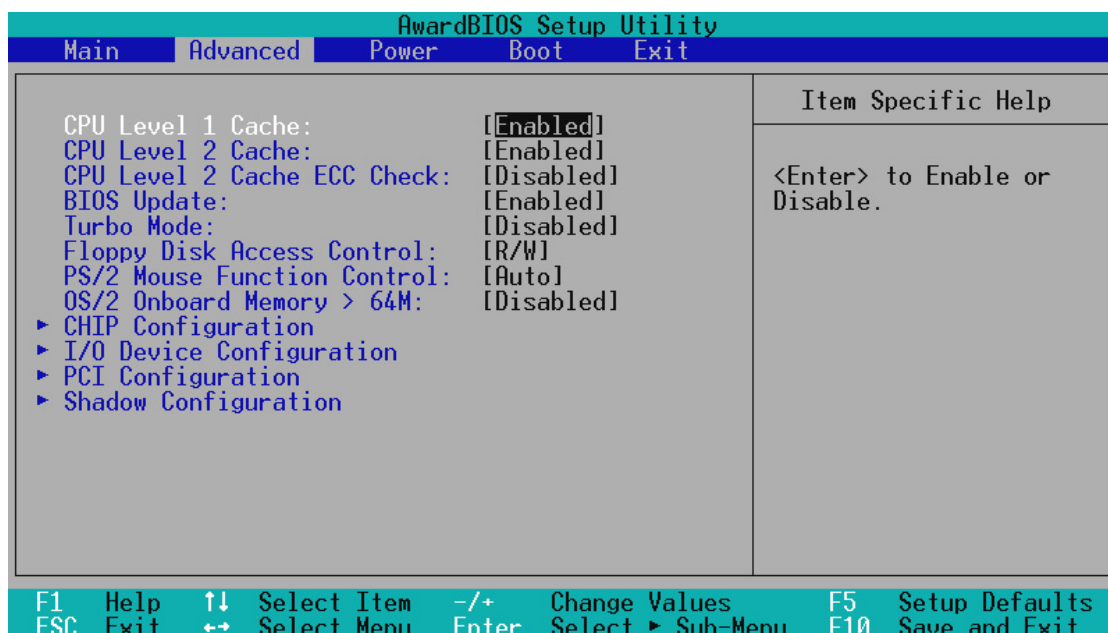 AwardBIOS Setup Utility
Main Advanced Power Boot Exit
Item Specific Help
CPU Level 1 Cache: [Enabled]
CPU Level 2 Cache: [Enabled]
CPU Level 2 Cache ECC Check: [Disabled]
<Enter> to Enable or
BIOS Update: [Enabled]
Disable.
Turbo Mode: [Disabled]
Floppy Disk Access Control: [R/W]
PS/2 Mouse Function Control: [Auto]
OS/2 Onboard Memory > 64M: [Disabled]
► CHIP Configuration
► I/O Device Configuration
► PCI Configuration
► Shadow Configuration
F1 Help ↑↓ Select Item -/+ Change Values F5 Setup Defaults
ESC Exit ←→ Select Menu Enter Select ► Sub-Menu F10 Save and Exit